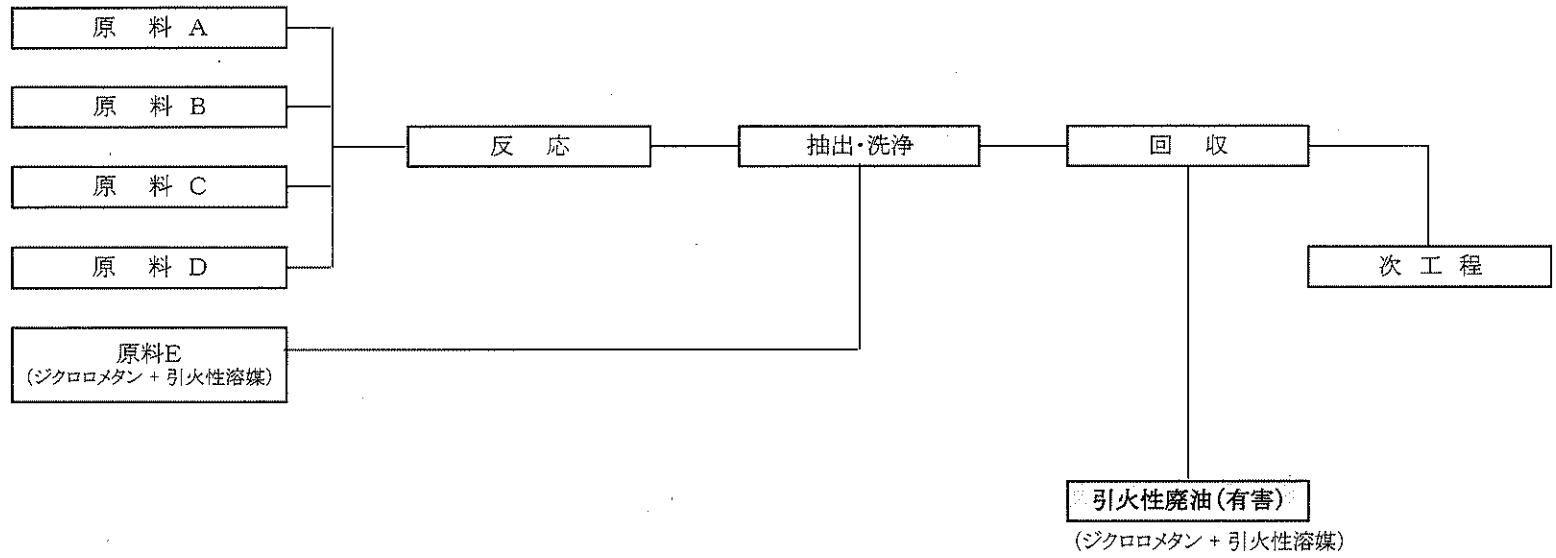 原 料 A
原 料 B
原 料 C
原 料 D
原料E
(ジクロロメタン + 引火性溶媒)
反 応
抽出・洗浄
回 収
次 工 程
引火性廃油(有害)
(ジクロロメタン + 引火性溶媒)